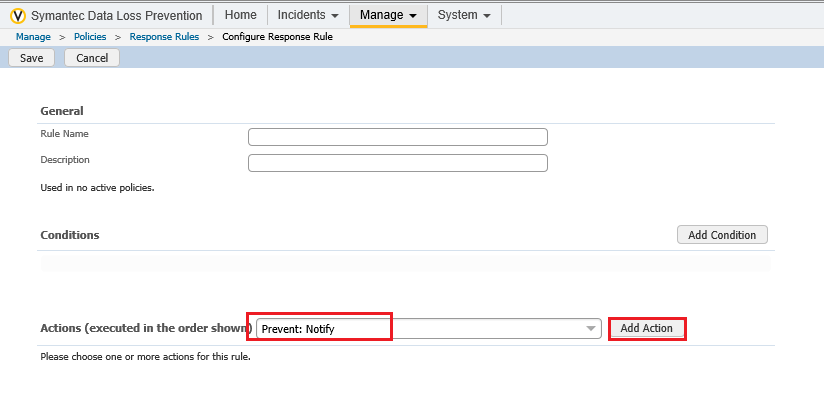 Symantec Data Loss Prevention Home Incidents Manage System
Manage > Policies > Response Rules > Configure Response Rule
Save Cancel
General
Rule Name
Description
Used in no active policies.
Conditions Add Condition
Actions (executed in the order shown) Prevent: Notify Add Action
Please choose one or more actions for this rule.